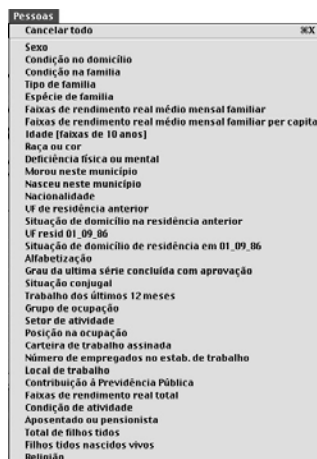 Pessoas
Cancelar todo ⌘X
Sexo
Condição no domicílio
Condição na familia
Tipo de familia
Espécie de familia
Faixas de rendimento real médio mensal familiar
Faixas de rendimento real médio mensal familiar per capita
Idade [faixas de 10 anos]
Raça ou cor
Deficiência física ou mental
Morou neste município
Nasceu neste município
Nacionalidade
UF de residência anterior
Situação de domicílio na residência anterior
UF resid 01_09_86
Situação de domicílio de residência em 01_09_86
Alfabetização
Grau da ultima série concluída com aprovação
Situação conjugal
Trabalho dos últimos 12 meses
Grupo de ocupação
Setor de atividade
Posição na ocupação
Carteira de trabalho assinada
Número de empregados no estab. de trabalho
Local de trabalho
Contribuição à Previdência Pública
Faixas de rendimento real total
Condição de atividade
Aposentado ou pensionista
Total de filhos tidos
Filhos tidos nascidos vivos
Religião